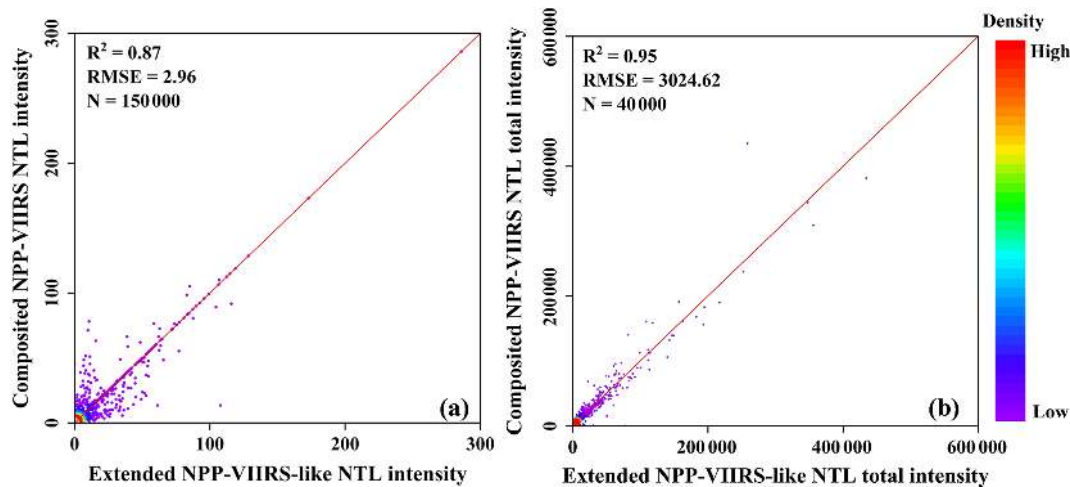 Composited NPP-VIIRS NTL intensity
300
200
100
0
R² = 0.87
RMSE = 2.96
N = 150000
(a)
0
100
200
300
Extended NPP-VIIRS-like NTL intensity
Composited NPP-VIIRS NTL total intensity
600000
400000
200000
0
R² = 0.95
RMSE = 3024.62
N = 40000
(b)
0
200000
400000
600000
Extended NPP-VIIRS-like NTL total intensity
Density
High
Low